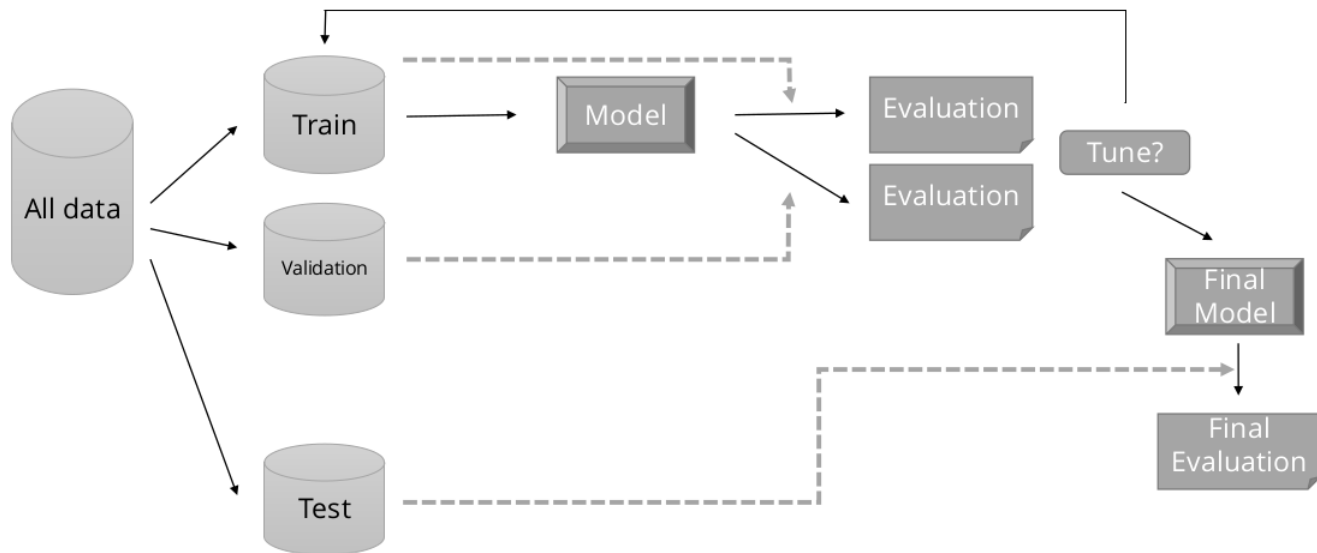 All data
Train
Validation
Test
Model
Evaluation
Evaluation
Tune?
Final
Model
Final
Evaluation